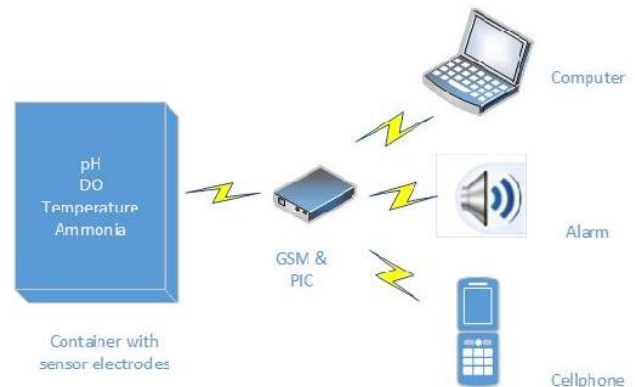 Computer
pH
DO
Temperature
Ammonia
GSM &
PIC
Alarm
Container with
sensor electrodes
Cellphone